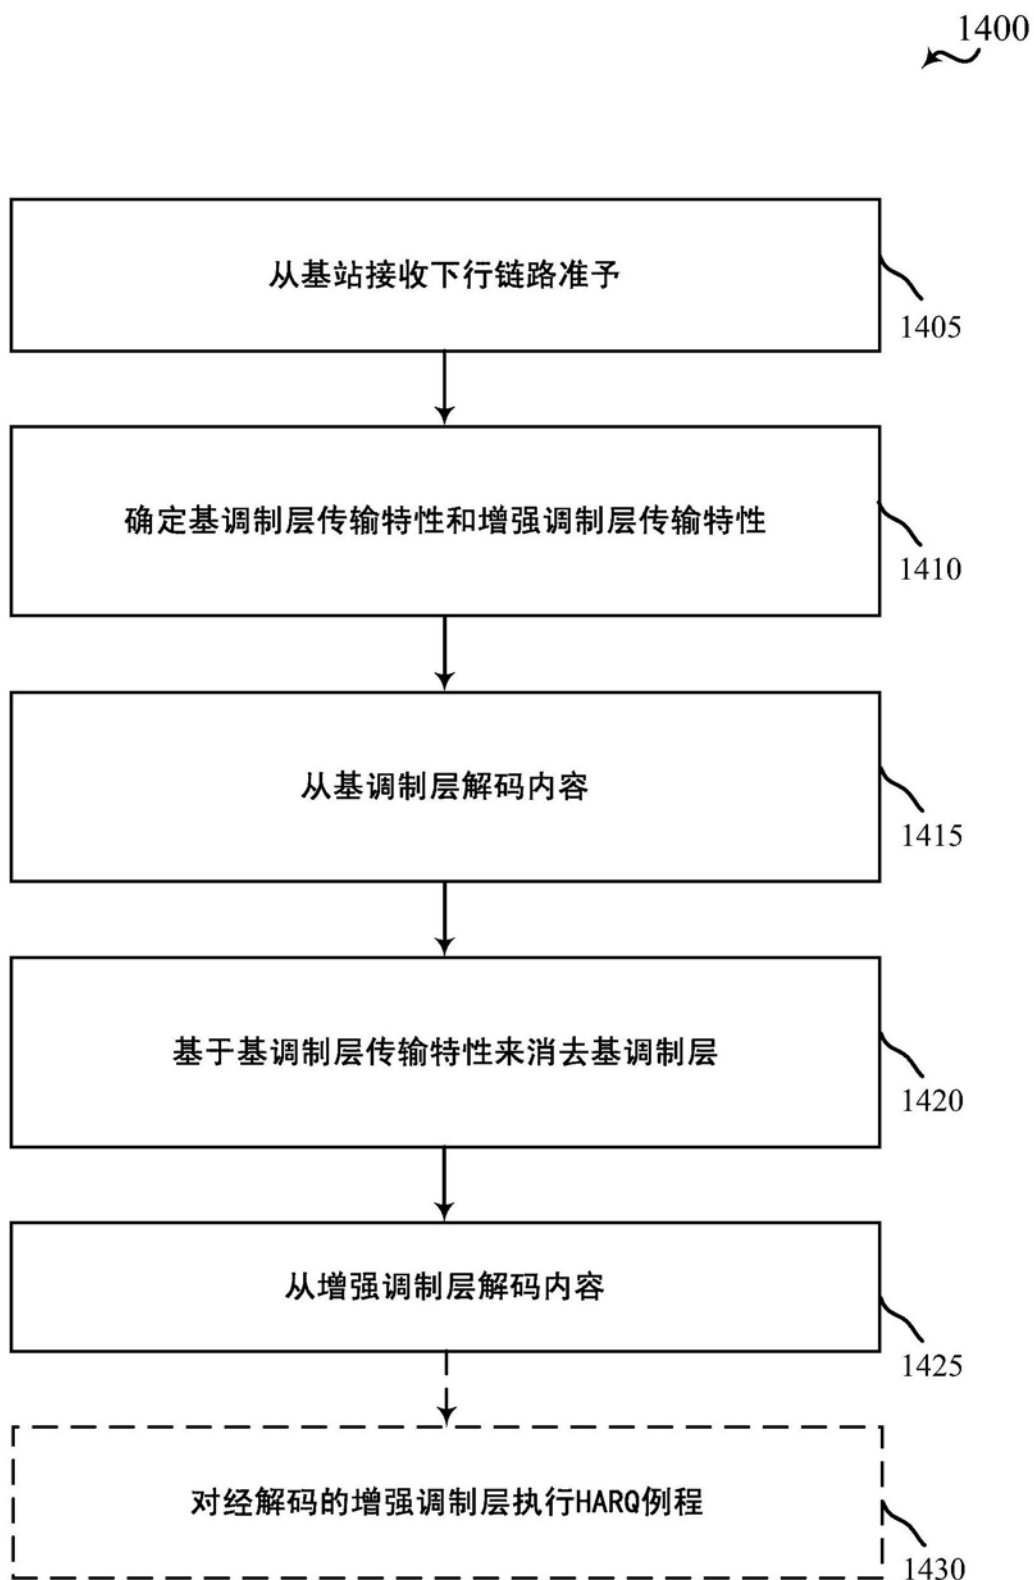 1400
从基站接收下行链路准予
1405
确定基调制层传输特性和增强调制层传输特性
1410
从基调制层解码内容
1415
基于基调制层传输特性来消去基调制层
1420
从增强调制层解码内容
1425
对经解码的增强调制层执行HARQ例程
1430